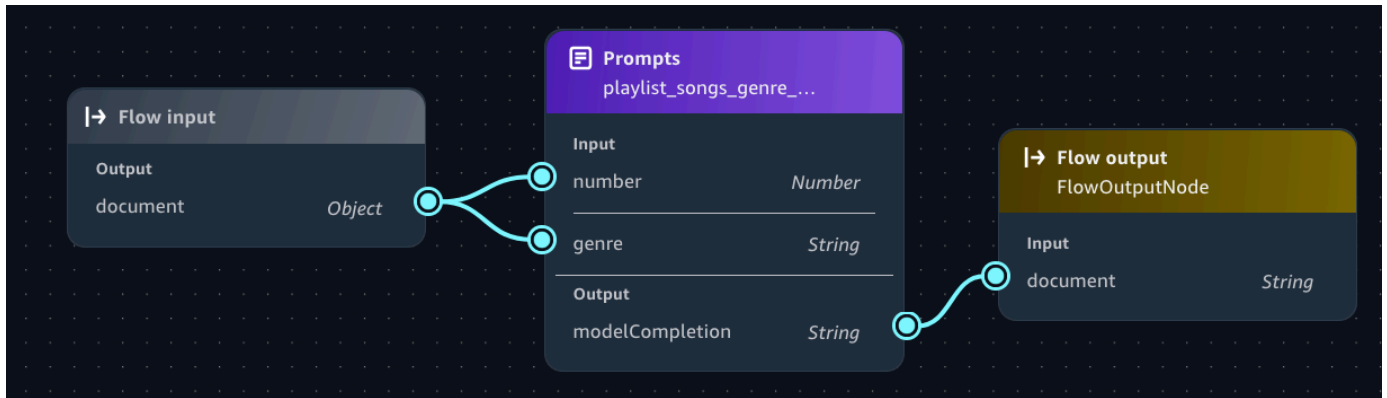 Flow input
Output
document Object
Prompts
playlist_songs_genre_...
Input
number Number
genre String
Output
modelCompletion String
Flow output
FlowOutputNode
Input
document String